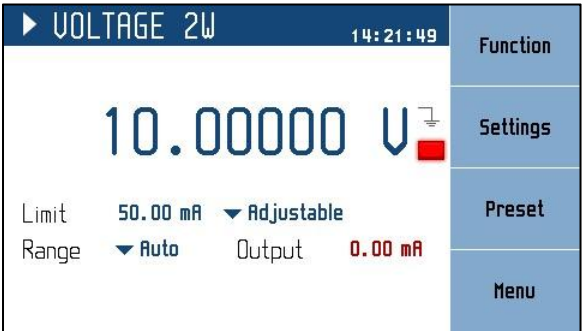 VOLTAGE 2W
14:21:49
10.00000 V
Limit 50.00 mA Adjustable
Range Auto Output 0.00 mA
Function
Settings
Preset
Menu